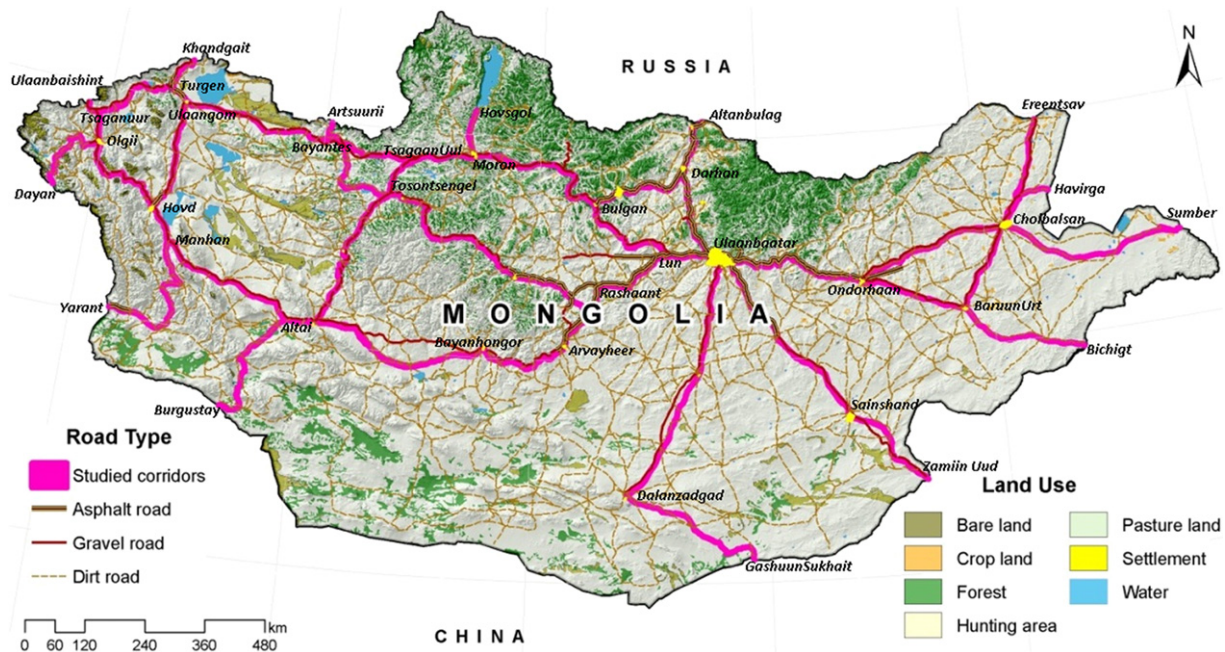 N
RUSSIA
Khandgait
Ulaanbaishint
Turgen
Tsaganuur
Ulaangom
Artsuurii
Hovsgol
Altanbulag
Ereentsav
Olgii
Bayantes
TsagaanUul
Moron
Darhan
Dayan
Tosontsengel
Bulgan
Havirga
Hovd
Cholbalsan
Sumber
Manhan
Ulaanbaatar
Lun
Ondorhaan
Rashaant
Yarant
MONGOLIA
BaruunUrt
Altai
Bayanhongor
Arvayheer
Bichigt
Burgustay
Sainshand
Zamiin Uud
Dalanzadgad
GashuunSukhait
CHINA
Road Type
Studied corridors
Asphalt road
Gravel road
Dirt road
km
0 60 120 240 360 480
Land Use
Bare land
Crop land
Forest
Hunting area
Pasture land
Settlement
Water